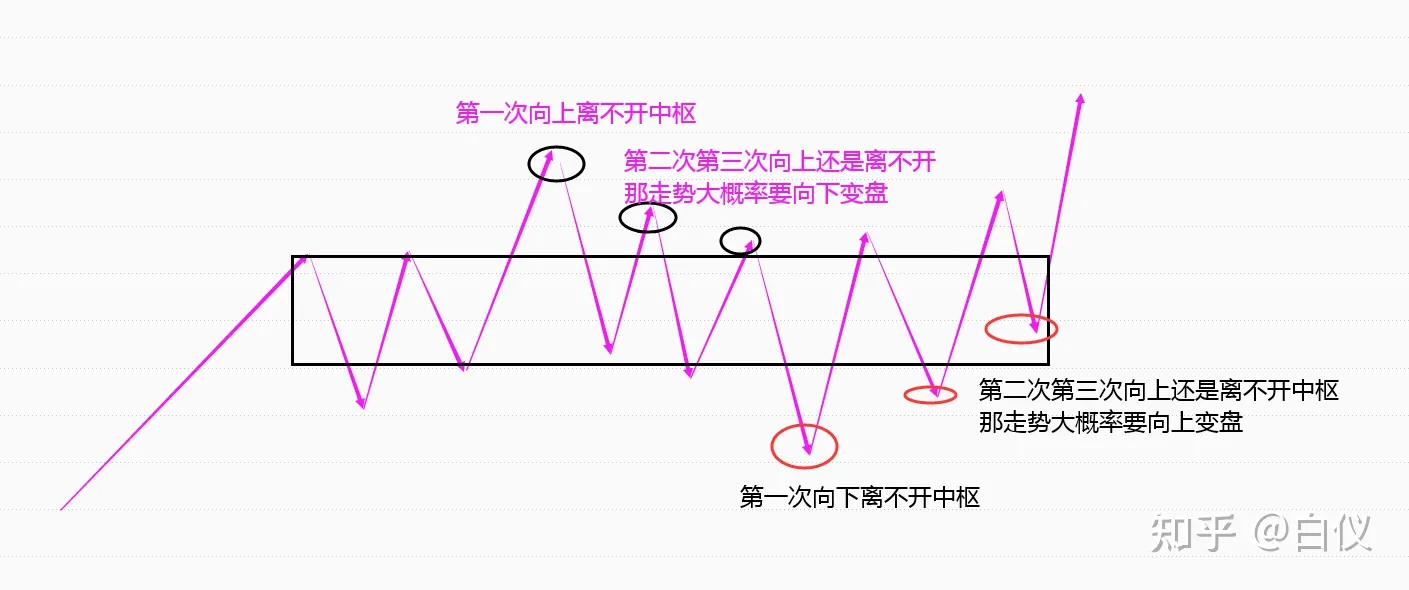 第一次向上离不开中枢
第二次第三次向上还是离不开
那走势大概率要向下变盘
第二次第三次向上还是离不开中枢
那走势大概率要向上变盘
第一次向下离不开中枢
知乎 @白仪